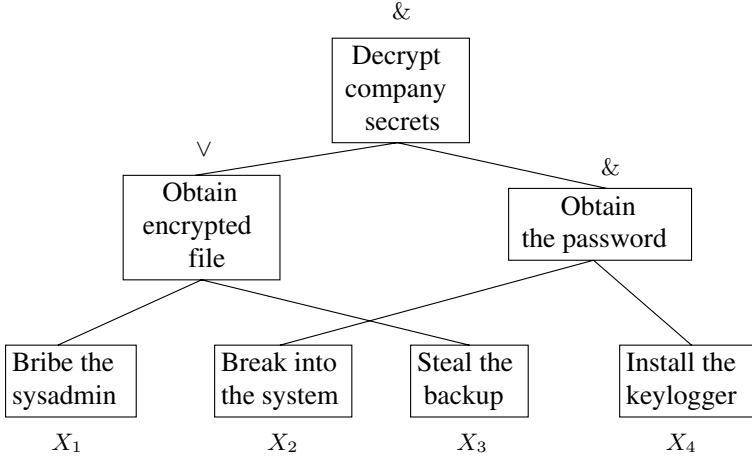 &
Decrypt
company
secrets
∨
&
Obtain
encrypted
file
Obtain
the password
Bribe the
sysadmin
Break into
the system
Steal the
backup
Install the
keylogger
X₁
X₂
X₃
X₄